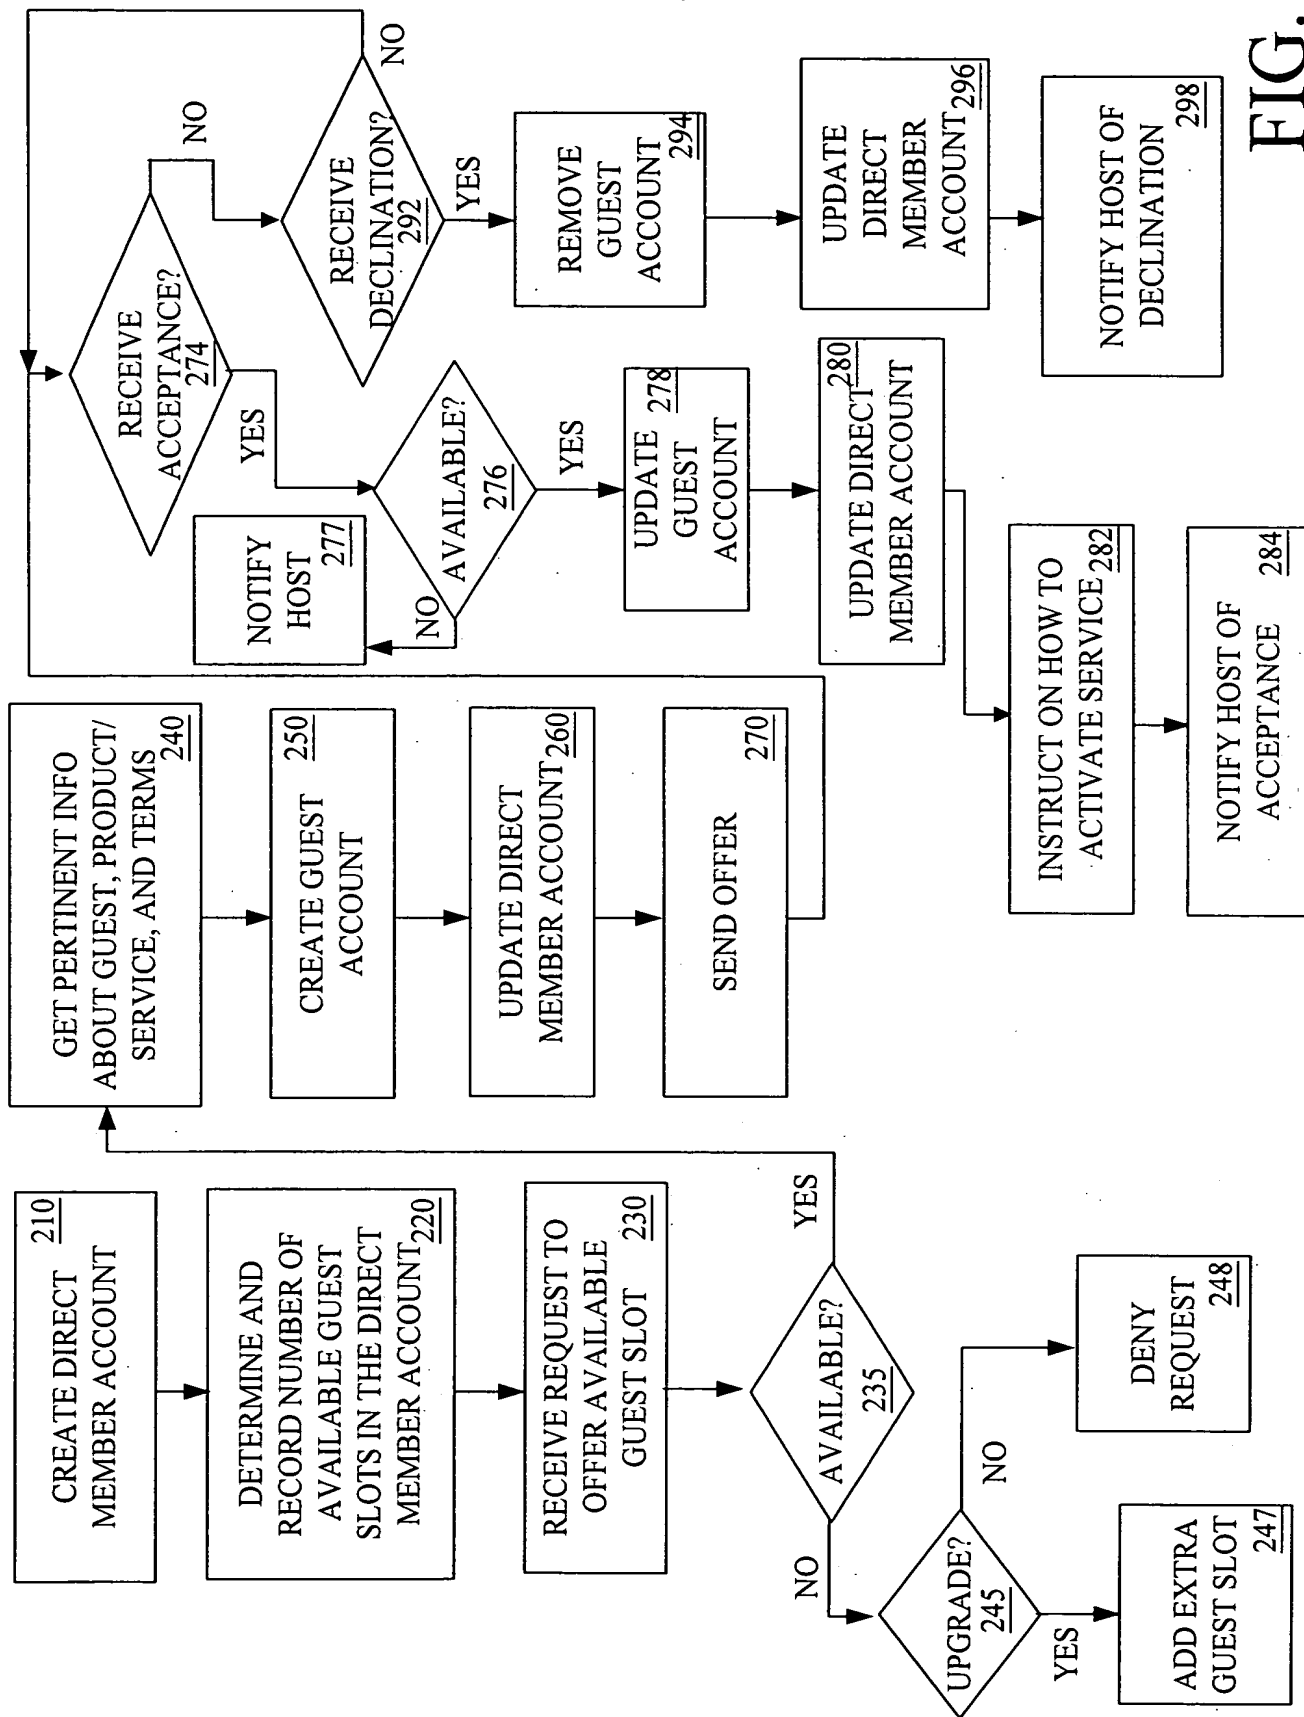 CREATE DIRECT
MEMBER ACCOUNT
210
DETERMINE AND
RECORD NUMBER OF
AVAILABLE GUEST
SLOTS IN THE DIRECT
MEMBER ACCOUNT
220
RECEIVE REQUEST TO
OFFER AVAILABLE
GUEST SLOT
230
AVAILABLE?
235
YES
NO
UPGRADE?
245
NO
YES
DENY
REQUEST
248
ADD EXTRA
GUEST SLOT
247
GET PERTINENT INFO
ABOUT GUEST, PRODUCT/
SERVICE, AND TERMS
240
CREATE GUEST
ACCOUNT
250
UPDATE DIRECT
MEMBER ACCOUNT
260
SEND OFFER
270
RECEIVE
ACCEPTANCE?
274
YES
NO
NOTIFY
HOST
277
AVAILABLE?
276
NO
YES
UPDATE
GUEST
ACCOUNT
278
UPDATE DIRECT
MEMBER ACCOUNT
280
INSTRUCT ON HOW TO
ACTIVATE SERVICE
282
NOTIFY HOST OF
ACCEPTANCE
284
RECEIVE
DECLINATION?
292
NO
YES
REMOVE
GUEST
ACCOUNT
294
UPDATE
DIRECT
MEMBER
ACCOUNT
296
NOTIFY HOST OF
DECLINATION
298
FIG.